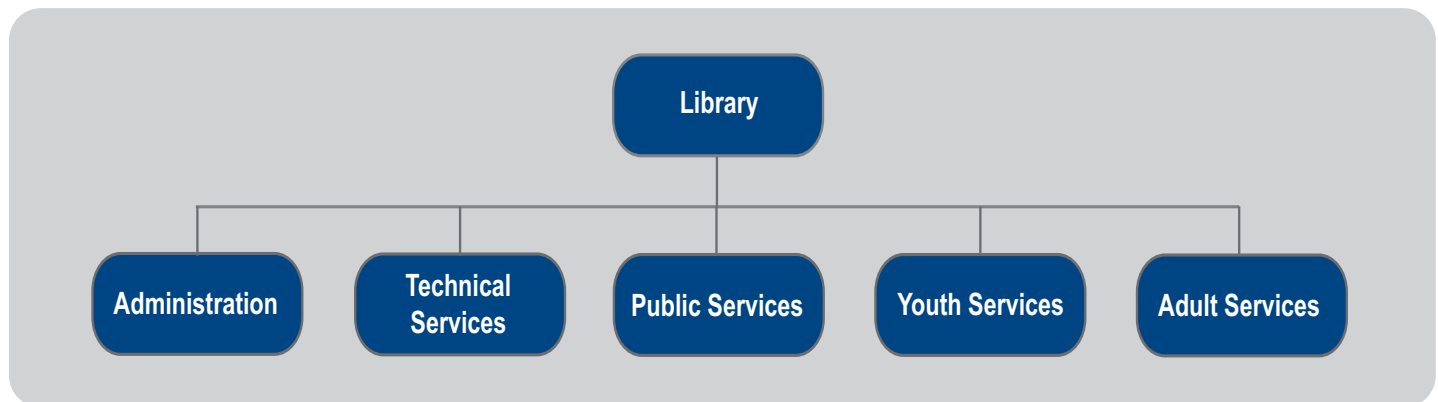 Library
Administration
Technical
Services
Public Services
Youth Services
Adult Services